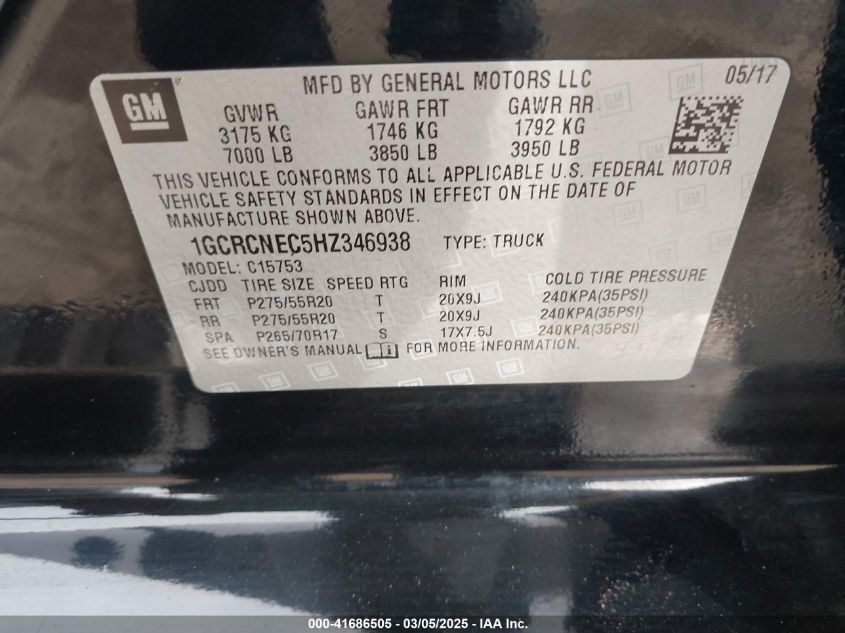 GM
MFD BY GENERAL MOTORS LLC 05/17
GVWR GAWR FRT GAWR RR
3175 KG 1746 KG 1792 KG
7000 LB 3850 LB 3950 LB
THIS VEHICLE CONFORMS TO ALL APPLICABLE U.S. FEDERAL MOTOR
VEHICLE SAFETY STANDARDS IN EFFECT ON THE DATE OF
MANUFACTURE SHOWN ABOVE.
1GCRCNEC5HZ346938 TYPE: TRUCK
MODEL: C15753
CJDD TIRE SIZE SPEED RTG RIM COLD TIRE PRESSURE
FRT P275/55R20 T 20X9J 240KPA(35PSI)
RR P275/55R20 T 20X9J 240KPA(35PSI)
SPA P265/70R17 S 17X7.5J 240KPA(35PSI)
SEE OWNER'S MANUAL FOR MORE INFORMATION.
000-41686505 - 03/05/2025 - IAA Inc.